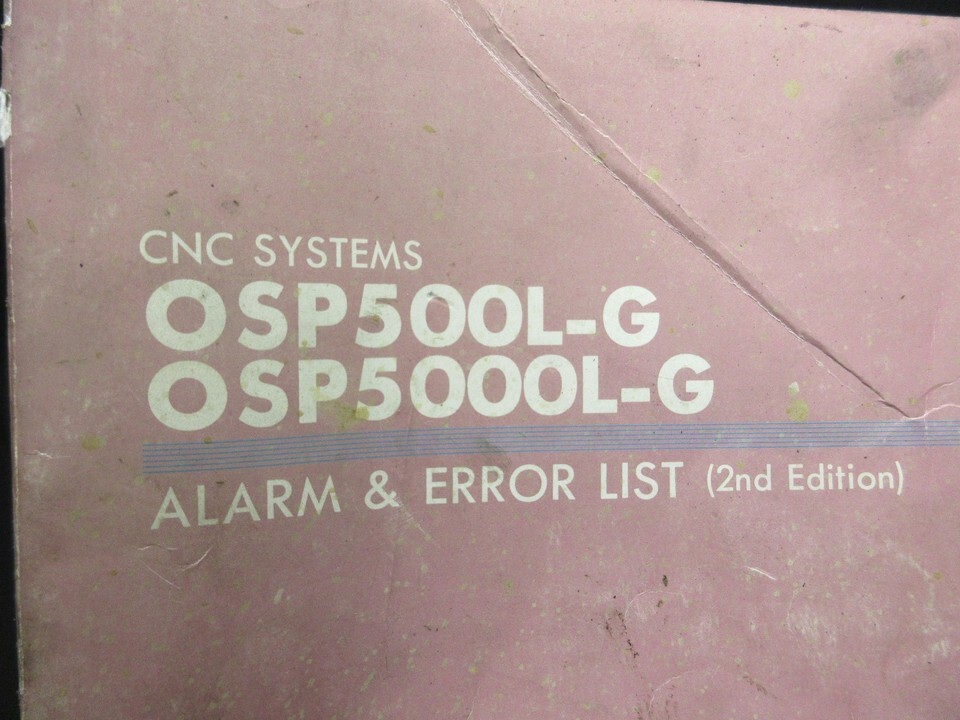 CNC SYSTEMS
OSP500L-G
OSP5000L-G
ALARM & ERROR LIST (2nd Edition)